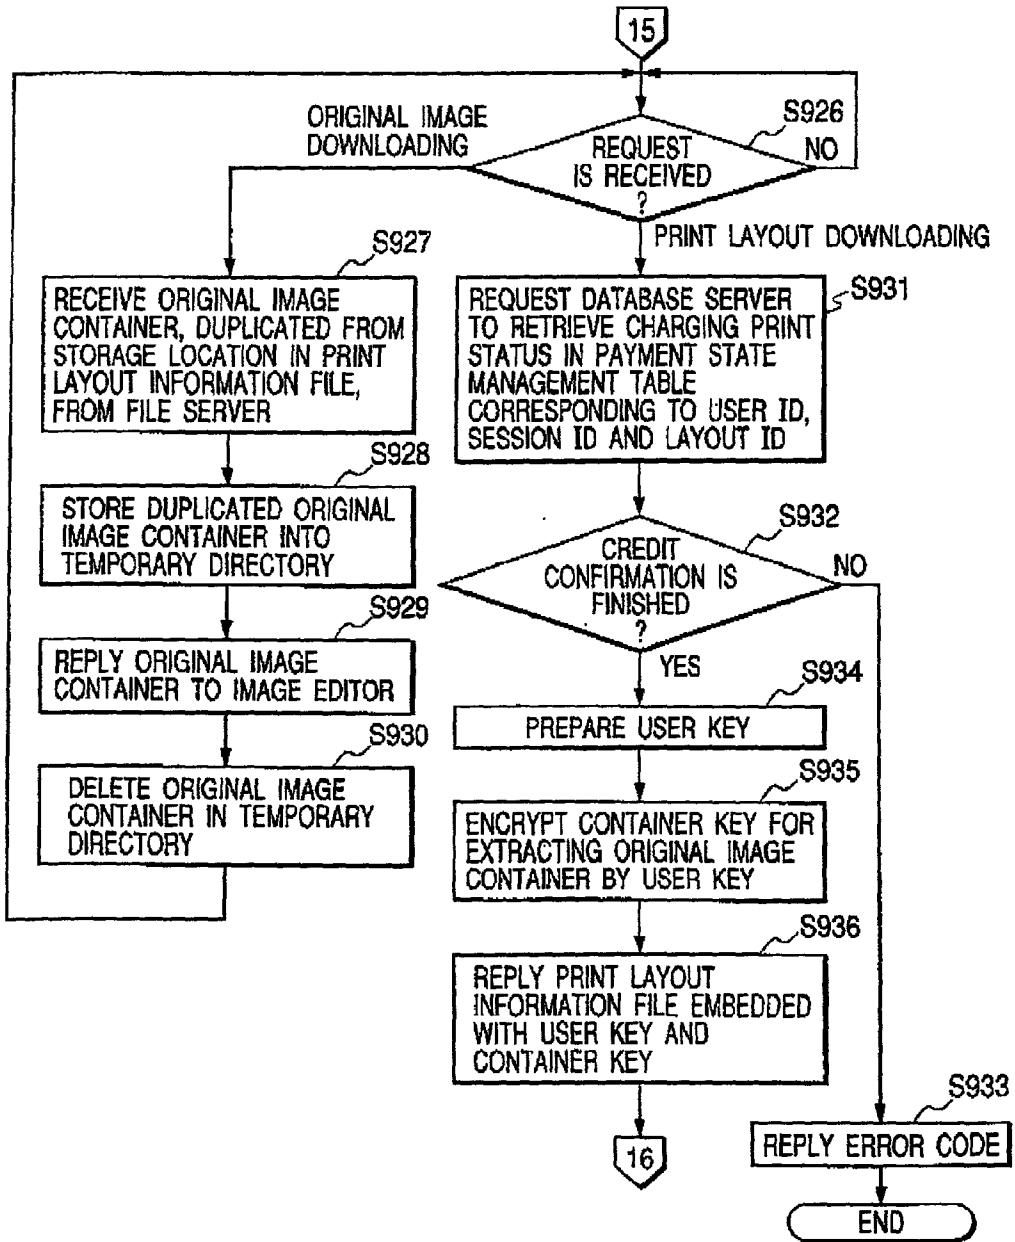 15
ORIGINAL IMAGE
DOWNLOADING
S926
REQUEST
IS RECEIVED
?
NO
PRINT LAYOUT DOWNLOADING
S927
RECEIVE ORIGINAL IMAGE
CONTAINER, DUPLICATED FROM
STORAGE LOCATION IN PRINT
LAYOUT INFORMATION FILE,
FROM FILE SERVER
S928
STORE DUPLICATED ORIGINAL
IMAGE CONTAINER INTO
TEMPORARY DIRECTORY
S929
REPLY ORIGINAL IMAGE
CONTAINER TO IMAGE EDITOR
S930
DELETE ORIGINAL IMAGE
CONTAINER IN TEMPORARY
DIRECTORY
S931
REQUEST DATABASE SERVER
TO RETRIEVE CHARGING PRINT
STATUS IN PAYMENT STATE
MANAGEMENT TABLE
CORRESPONDING TO USER ID,
SESSION ID AND LAYOUT ID
S932
CREDIT
CONFIRMATION IS
FINISHED
?
NO
YES
S934
PREPARE USER KEY
S935
ENCRYPT CONTAINER KEY FOR
EXTRACTING ORIGINAL IMAGE
CONTAINER BY USER KEY
S936
REPLY PRINT LAYOUT
INFORMATION FILE EMBEDDED
WITH USER KEY AND
CONTAINER KEY
16
S933
REPLY ERROR CODE
END